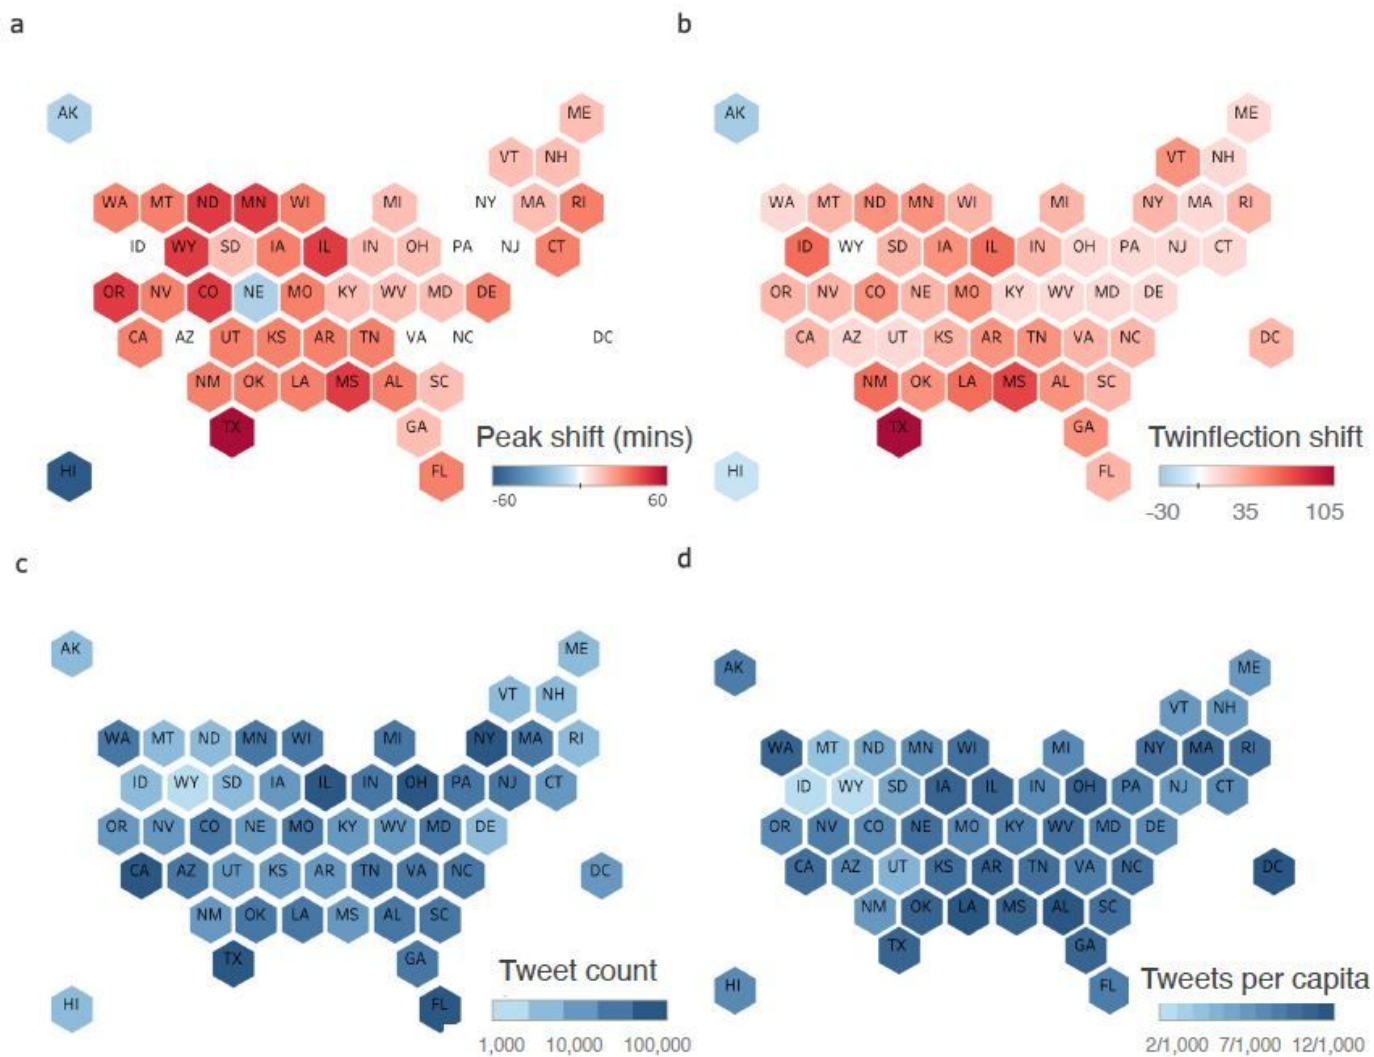 a
AK
ME
VT NH
WA MT ND MN WI MI NY MA RI
ID WY SD IA IL IN OH PA NJ CT
OR NV CO NE MO KY WV MD DE
CA AZ UT KS AR TN VA NC DC
NM OK LA MS AL SC
TX GA
HI FL
Peak shift (mins)
-60 60
b
AK
ME
VT NH
WA MT ND MN WI MI NY MA RI
ID WY SD IA IL IN OH PA NJ CT
OR NV CO NE MO KY WV MD DE
CA AZ UT KS AR TN VA NC DC
NM OK LA MS AL SC
TX GA
HI FL
Twinflection shift
-30 35 105
c
AK
ME
VT NH
WA MT ND MN WI MI NY MA RI
ID WY SD IA IL IN OH PA NJ CT
OR NV CO NE MO KY WV MD DE
CA AZ UT KS AR TN VA NC DC
NM OK LA MS AL SC
TX GA
HI FL
Tweet count
1,000 10,000 100,000
d
AK
ME
VT NH
WA MT ND MN WI MI NY MA RI
ID WY SD IA IL IN OH PA NJ CT
OR NV CO NE MO KY WV MD DE
CA AZ UT KS AR TN VA NC DC
NM OK LA MS AL SC
TX GA
HI FL
Tweets per capita
2/1,000 7/1,000 12/1,000